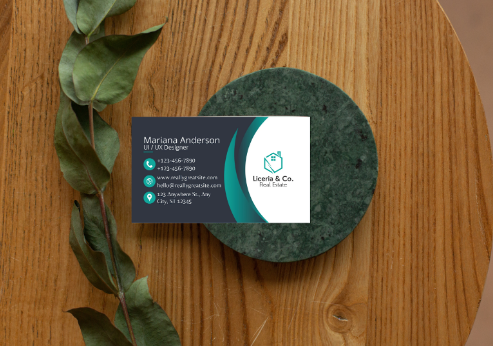 Mariana Anderson
UI / UX Designer
+123-456-7890
+123-456-7890
www.reallygreatsite.com
hello@reallygreatsite.com
123 Anywhere St., Any
City, ST 12345
Liceria & Co.
Real Estate